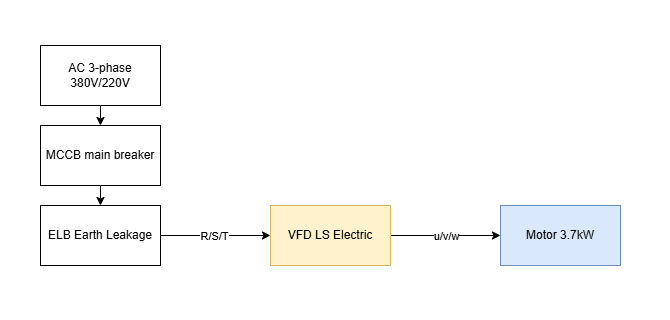 AC 3-phase
380V/220V
MCCB main breaker
ELB Earth Leakage
R/S/T
VFD LS Electric
u/v/w
Motor 3.7kW